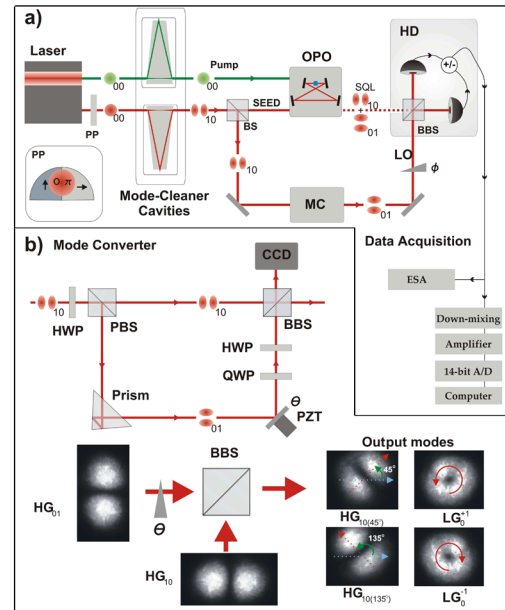 a)
Laser
Pump
OPO
HD
+/-
00
00
SQL
10
+
PP
00
10
SEED
BS
01
BBS
PP
0 π
Mode-Cleaner
Cavities
10
LO
ϕ
MC
01
b)
Mode Converter
CCD
Data Acquisition
ESA
10
HWP
PBS
10
BBS
Down-mixing
HWP
Amplifier
QWP
14-bit A/D
Prism
Θ
PZT
Computer
01
BBS
Output modes
45°
HG01
Θ
HG10(45°)
LG0+1
135°
HG10
HG10(135°)
LG0-1